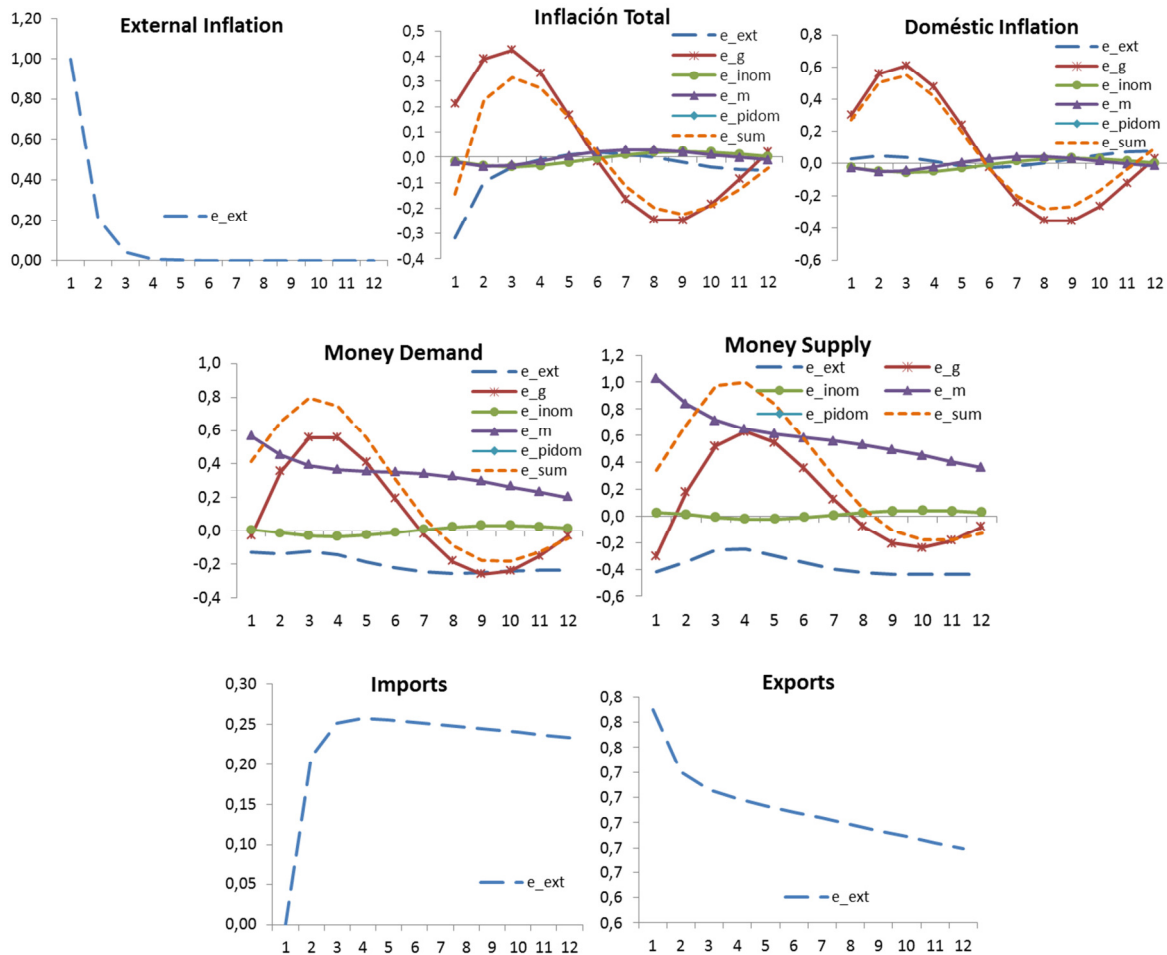 External Inflation
1,20
1,00
0,80
0,60
0,40
0,20
0,00
1 2 3 4 5 6 7 8 9 10 11 12
e_ext
Inflación Total
0,5
0,4
0,3
0,2
0,1
0,0
-0,1
-0,2
-0,3
-0,4
1 2 3 4 5 6 7 8 9 10 11 12
e_ext
e_g
e_inom
e_m
e_pidom
e_sum
Doméstic Inflation
0,8
0,6
0,4
0,2
0,0
-0,2
-0,4
-0,6
1 2 3 4 5 6 7 8 9 10 11 12
e_ext
e_g
e_inom
e_m
e_pidom
e_sum
Money Demand
1,0
0,8
0,6
0,4
0,2
0,0
-0,2
-0,4
1 2 3 4 5 6 7 8 9 10 11 12
e_ext
e_g
e_inom
e_m
e_pidom
e_sum
Money Supply
1,2
1,0
0,8
0,6
0,4
0,2
0,0
-0,2
-0,4
-0,6
1 2 3 4 5 6 7 8 9 10 11 12
e_ext e_g
e_inom e_m
e_pidom e_sum
Imports
0,30
0,25
0,20
0,15
0,10
0,05
0,00
1 2 3 4 5 6 7 8 9 10 11 12
e_ext
Exports
0,8
0,8
0,8
0,7
0,7
0,7
0,7
0,7
0,6
0,6
1 2 3 4 5 6 7 8 9 10 11 12
e_ext